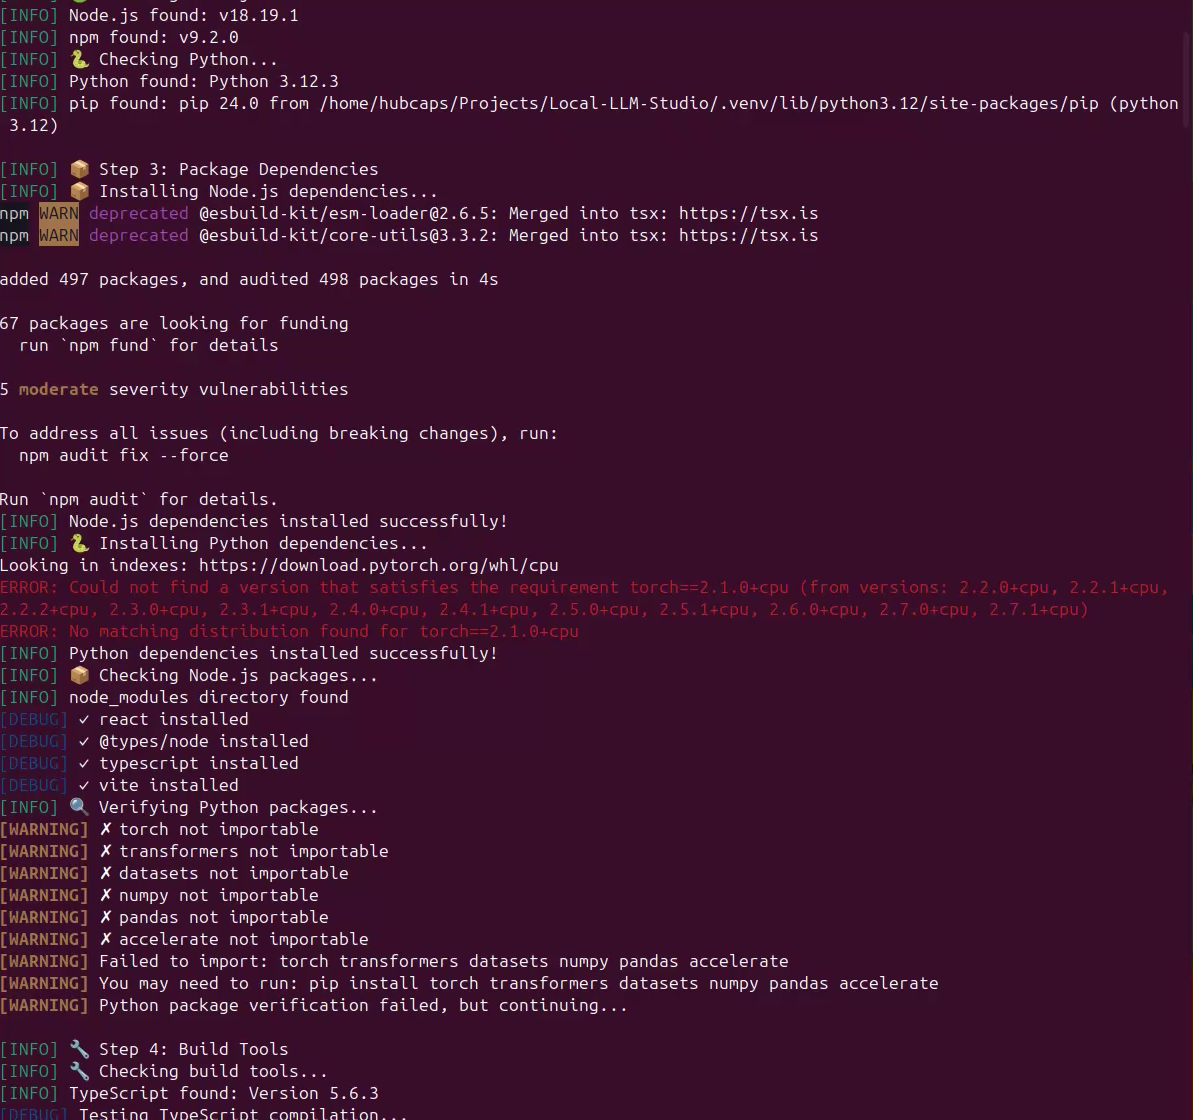 [INFO] Node.js found: v18.19.1
[INFO] npm found: v9.2.0
[INFO] 🐍 Checking Python...
[INFO] Python found: Python 3.12.3
[INFO] pip found: pip 24.0 from /home/hubcaps/Projects/Local-LLM-Studio/.venv/lib/python3.12/site-packages/pip (python
 3.12)
[INFO] 📦 Step 3: Package Dependencies
[INFO] 📦 Installing Node.js dependencies...
npm WARN deprecated @esbuild-kit/esm-loader@2.6.5: Merged into tsx: https://tsx.is
npm WARN deprecated @esbuild-kit/core-utils@3.3.2: Merged into tsx: https://tsx.is
added 497 packages, and audited 498 packages in 4s
67 packages are looking for funding
  run `npm fund` for details
5 moderate severity vulnerabilities
To address all issues (including breaking changes), run:
  npm audit fix --force
Run `npm audit` for details.
[INFO] Node.js dependencies installed successfully!
[INFO] 🐍 Installing Python dependencies...
Looking in indexes: https://download.pytorch.org/whl/cpu
ERROR: Could not find a version that satisfies the requirement torch==2.1.0+cpu (from versions: 2.2.0+cpu, 2.2.1+cpu,
2.2.2+cpu, 2.3.0+cpu, 2.3.1+cpu, 2.4.0+cpu, 2.4.1+cpu, 2.5.0+cpu, 2.5.1+cpu, 2.6.0+cpu, 2.7.0+cpu, 2.7.1+cpu)
ERROR: No matching distribution found for torch==2.1.0+cpu
[INFO] Python dependencies installed successfully!
[INFO] 📦 Checking Node.js packages...
[INFO] node_modules directory found
[DEBUG] ✓ react installed
[DEBUG] ✓ @types/node installed
[DEBUG] ✓ typescript installed
[DEBUG] ✓ vite installed
[INFO] 🔍 Verifying Python packages...
[WARNING] ✗ torch not importable
[WARNING] ✗ transformers not importable
[WARNING] ✗ datasets not importable
[WARNING] ✗ numpy not importable
[WARNING] ✗ pandas not importable
[WARNING] ✗ accelerate not importable
[WARNING] Failed to import: torch transformers datasets numpy pandas accelerate
[WARNING] You may need to run: pip install torch transformers datasets numpy pandas accelerate
[WARNING] Python package verification failed, but continuing...
[INFO] 🔧 Step 4: Build Tools
[INFO] 🔧 Checking build tools...
[INFO] TypeScript found: Version 5.6.3
[DEBUG] Testing TypeScript compilation...